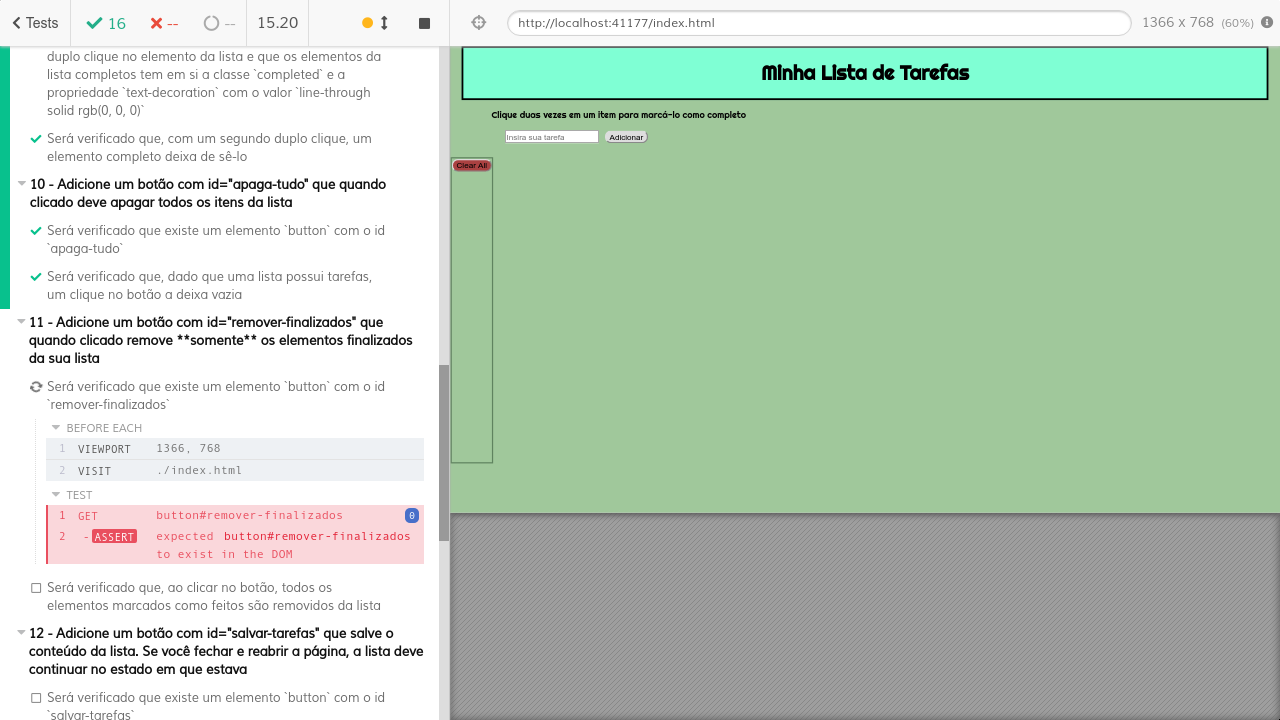 Tests
16
--
--
15.20
http://localhost:41177/index.html
1366 x 768 (60%)
duplo clique no elemento da lista e que os elementos da
lista completos tem em si a classe `completed` e a
propriedade `text-decoration` com o valor `line-through
solid rgb(0, 0, 0)`
Será verificado que, com um segundo duplo clique, um
elemento completo deixa de sê-lo
10 - Adicione um botão com id="apaga-tudo" que quando
clicado deve apagar todos os itens da lista
Será verificado que existe um elemento `button` com o id
`apaga-tudo`
Será verificado que, dado que uma lista possui tarefas,
um clique no botão a deixa vazia
11 - Adicione um botão com id="remover-finalizados" que
quando clicado remove **somente** os elementos finalizados
da sua lista
Será verificado que existe um elemento `button` com o id
`remover-finalizados`
BEFORE EACH
1 VIEWPORT 1366, 768
2 VISIT ./index.html
TEST
1 GET button#remover-finalizados 0
2 -ASSERT expected button#remover-finalizados
to exist in the DOM
Será verificado que, ao clicar no botão, todos os
elementos marcados como feitos são removidos da lista
12 - Adicione um botão com id="salvar-tarefas" que salve o
conteúdo da lista. Se você fechar e reabrir a página, a lista deve
continuar no estado em que estava
Será verificado que existe um elemento `button` com o id
`salvar-tarefas`
Minha Lista de Tarefas
Clique duas vezes em um item para marcá-lo como completo
Insira sua tarefa
Adicionar
Clear All